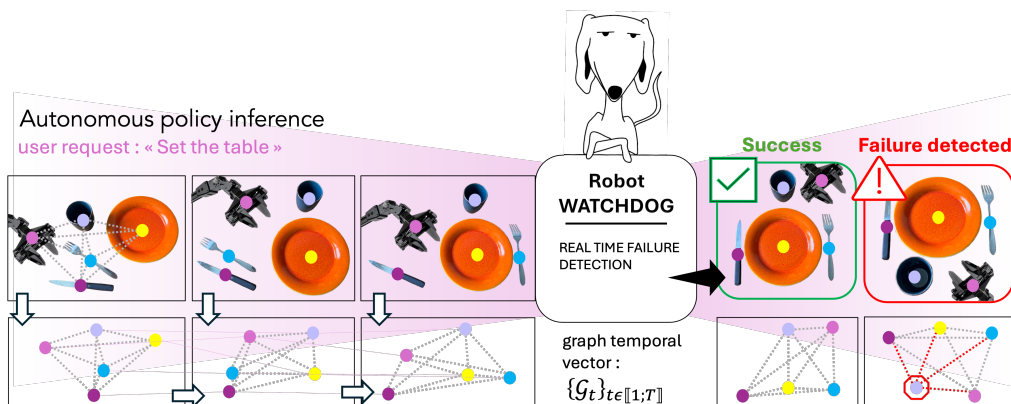 Autonomous policy inference
user request : « Set the table »
Robot
WATCHDOG
REAL TIME FAILURE
DETECTION
graph temporal
vector :
{𝒢ₜ}ₜϵ⟦1;T⟧
Success
Failure detected
!